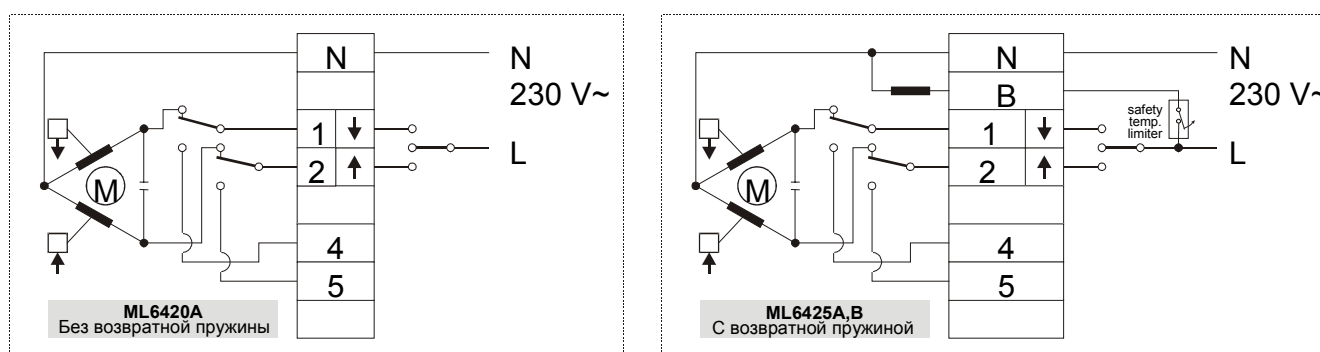 N
N
230 V~
1
2
L
M
4
5
ML6420A
Без возвратной пружины
N
N
B
230 V~
safety
temp.
limiter
1
2
L
M
4
5
ML6425A,B
С возвратной пружиной